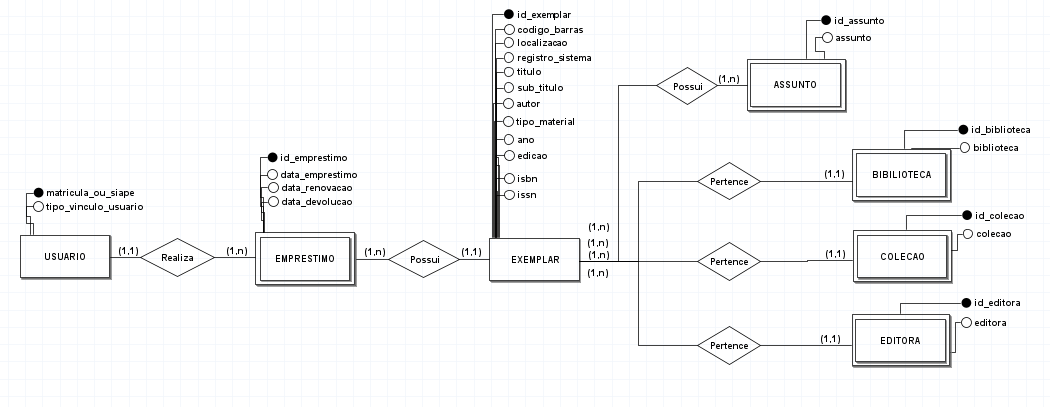 id_exemplar
codigo_barras
localizacao
registro_sistema
titulo
sub_titulo
autor
tipo_material
ano
edicao
isbn
issn
id_assunto
assunto
Possui
(1,n)
ASSUNTO
id_biblioteca
biblioteca
Pertence
(1,1)
BIBILIOTECA
id_emprestimo
data_emprestimo
data_renovacao
data_devolucao
matricula_ou_siape
tipo_vinculo_usuario
USUARIO
(1,1)
Realiza
(1,n)
EMPRESTIMO
(1,n)
Possui
(1,1)
EXEMPLAR
(1,n)
(1,n)
(1,n)
(1,n)
id_colecao
colecao
Pertence
(1,1)
COLECAO
id_editora
editora
Pertence
(1,1)
EDITORA